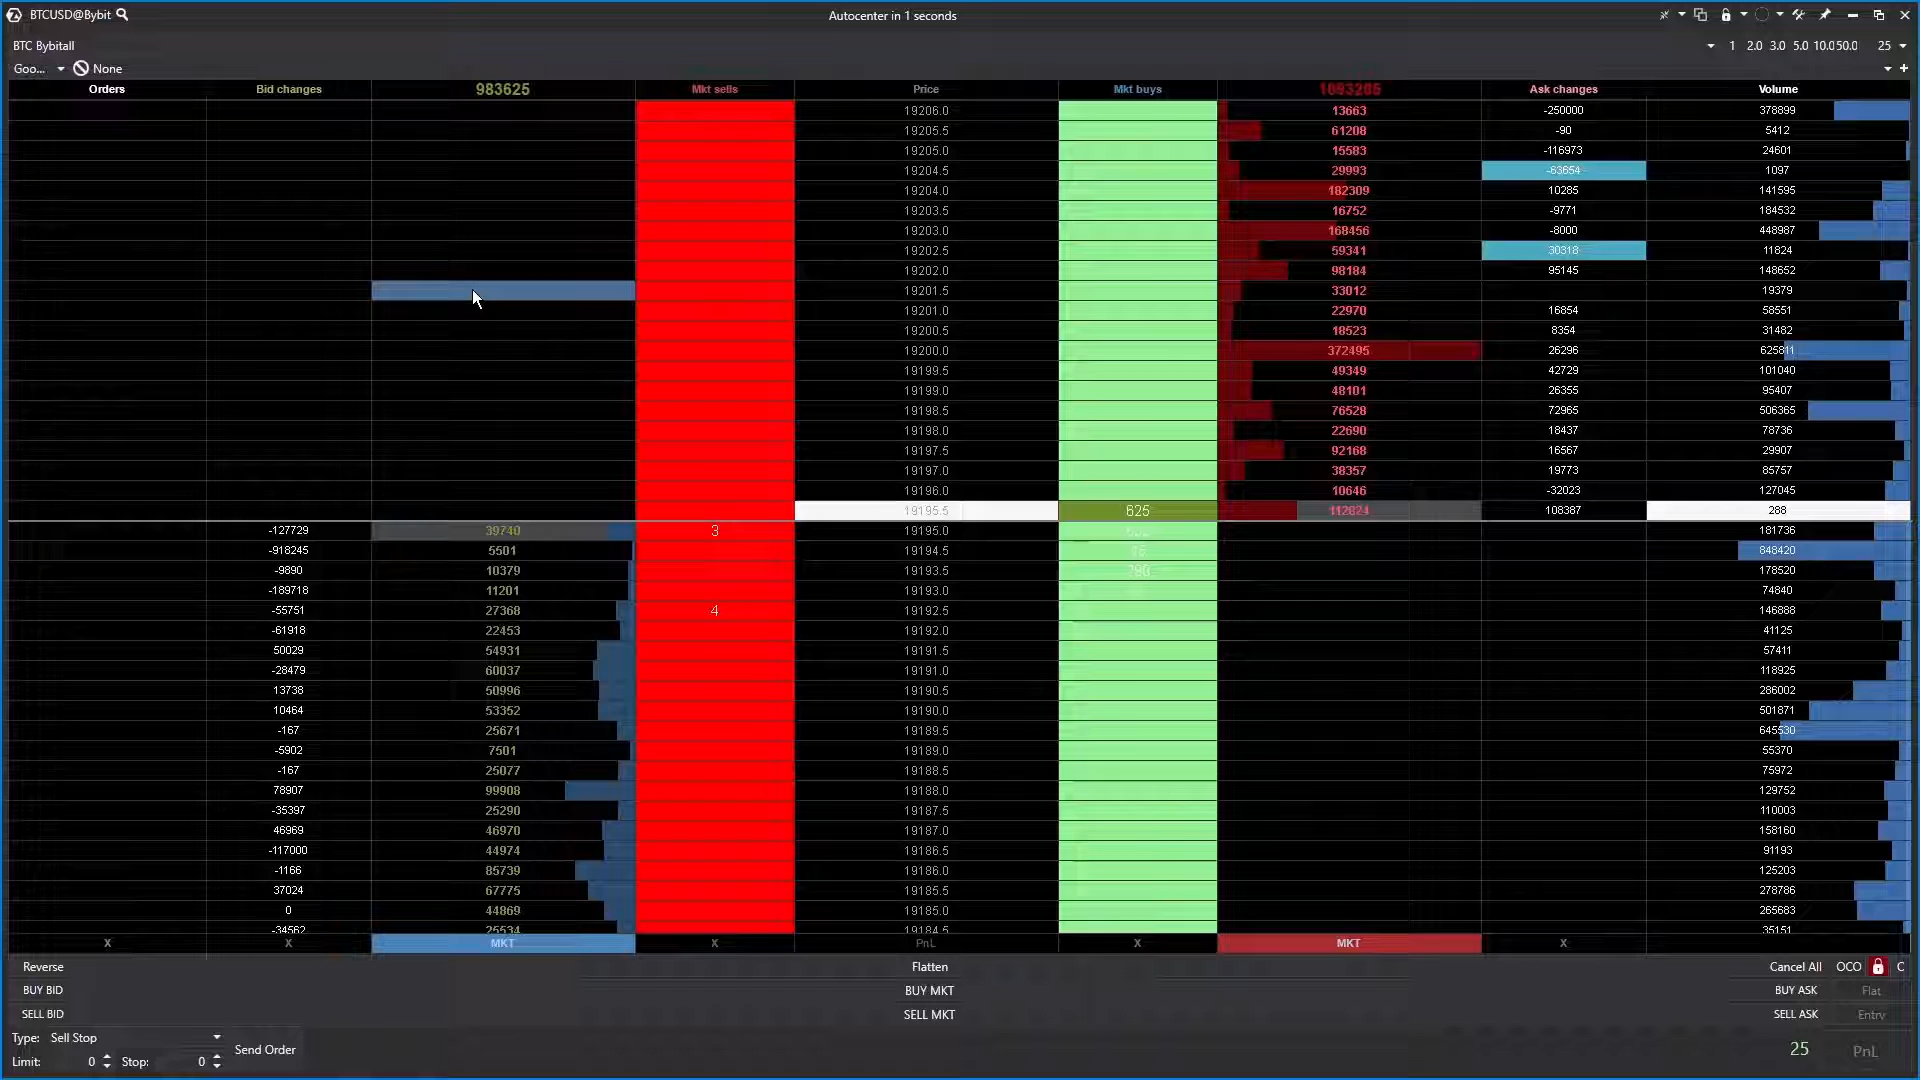 BTCUSD@Bybit Autocenter in 1 seconds
BTC Bybitall 1 2.0 3.0 5.0 10.0 50.0 25
Goo... None
Orders Bid changes 983625 Mkt sells Price Mkt buys 1093205 Ask changes Volume
19206.0 13663 -250000 378899
19205.5 61208 -90 5412
19205.0 15583 -116973 24601
19204.5 29993 -63654 1097
19204.0 182309 10285 141595
19203.5 16752 -9771 184532
19203.0 168456 -8000 448987
19202.5 59341 30318 11824
19202.0 98184 95145 148652
19201.5 33012 19379
19201.0 22970 16854 58551
19200.5 18523 8354 31482
19200.0 372495 26296 625811
19199.5 49349 42729 101040
19199.0 48101 26355 95407
19198.5 76528 72965 506365
19198.0 22690 18437 78736
19197.5 92168 16567 29907
19197.0 38357 19773 85757
19196.0 10646 -32023 127045
19195.5 625 112824 108387 288
-127729 39740 3 19195.0 181736
-918245 5501 19194.5 848420
-9890 10379 19193.5 178520
-189718 11201 19193.0 74840
-55751 27368 4 19192.5 146888
-61918 22453 19192.0 41125
50029 54931 19191.5 57411
-28479 60037 19191.0 118925
13738 50996 19190.5 286002
10464 53352 19190.0 501871
-167 25671 19189.5 645530
-5902 7501 19189.0 55370
-167 25077 19188.5 75972
78907 99908 19188.0 129752
-35397 25290 19187.5 110003
46969 46970 19187.0 158160
-117000 44974 19186.5 91193
-1166 85739 19186.0 125203
37024 67775 19185.5 278786
0 44869 19185.0 265683
-34562 25534 19184.5 35151
X X MKT X PnL X MKT X
Reverse Flatten Cancel All OCO C
BUY BID BUY MKT BUY ASK Flat
SELL BID SELL MKT SELL ASK Entry
Type: Sell Stop Send Order
Limit: 0 Stop: 0 25 PnL